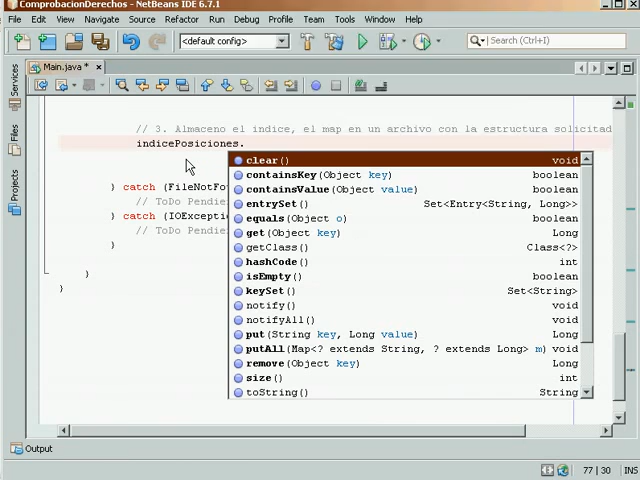 ComprobacionDerechos - NetBeans IDE 6.7.1
File Edit View Navigate Source Refactor Run Debug Profile Team Tools Window Help
<default config> Search (Ctrl+I)
Main.java *
Services
Files
Projects
// 3. Almaceno el indice, el map en un archivo con la estructura solicitad
indicePosiciones.
clear() void
containsKey(Object key) boolean
containsValue(Object value) boolean
entrySet() Set<Entry<String, Long>>
equals(Object o) boolean
get(Object key) Long
getClass() Class<?>
hashCode() int
isEmpty() boolean
keySet() Set<String>
notify() void
notifyAll() void
put(String key, Long value) Long
putAll(Map<? extends String, ? extends Long> m) void
remove(Object key) Long
size() int
toString() String
} catch (FileNotFo
// ToDo Pendie
} catch (IOExcepti
// ToDo Pendie
}
}
}
Output
77 | 30 INS